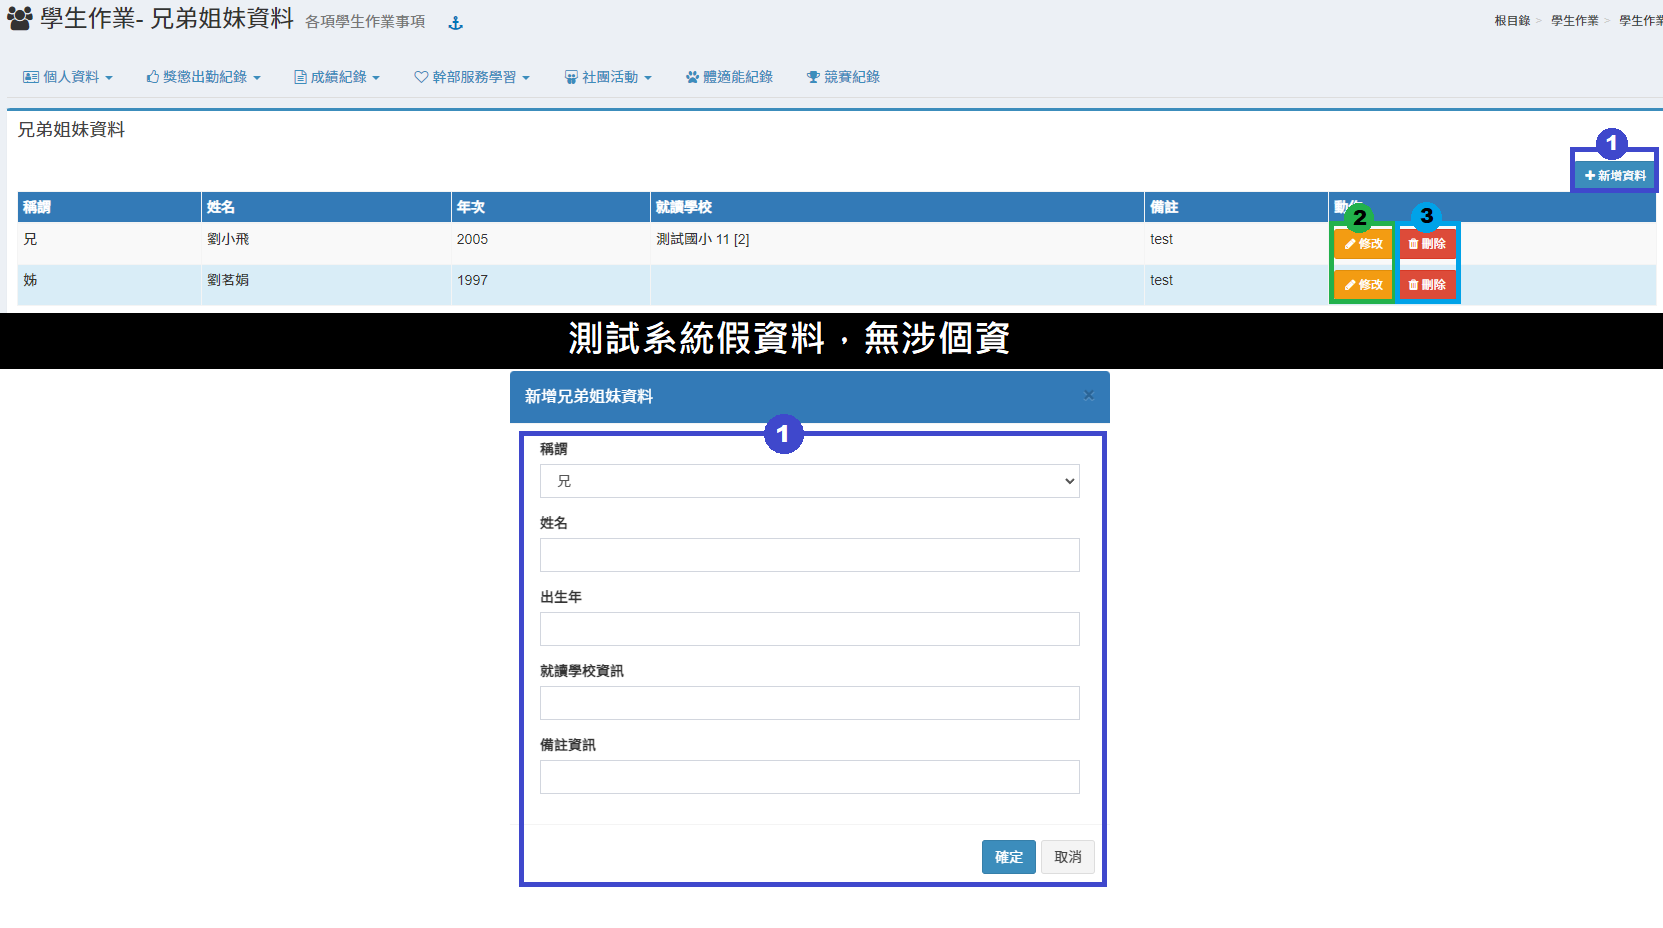 學生作業- 兄弟姐妹資料 各項學生作業事項
根目錄 > 學生作業 > 學生作業
個人資料 獎懲出勤紀錄 成績紀錄 幹部服務學習 社團活動 體適能紀錄 競賽紀錄
兄弟姐妹資料
1
+ 新增資料
稱謂 姓名 年次 就讀學校 備註 動作
2 3
兄 劉小飛 2005 測試國小 11 [2] test 修改 刪除
姊 劉茗娟 1997 test 修改 刪除
測試系統假資料，無涉個資
新增兄弟姐妹資料 ×
1
稱謂
兄
姓名
出生年
就讀學校資訊
備註資訊
確定 取消